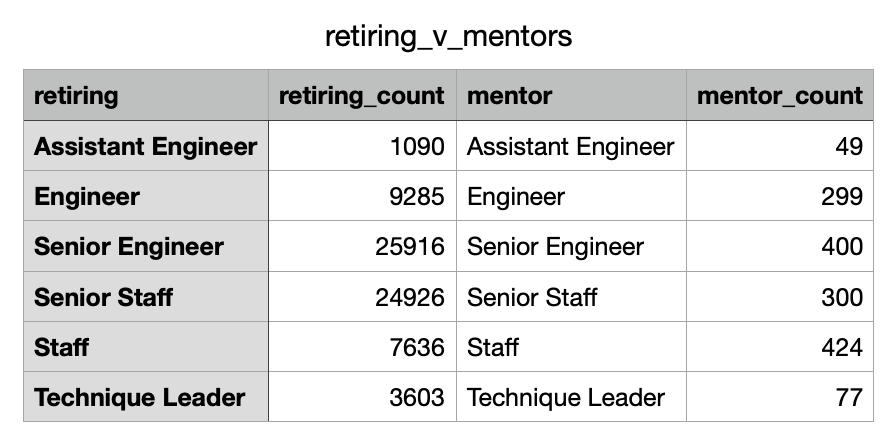 retiring_v_mentors
retiring retiring_count mentor mentor_count
Assistant Engineer 1090 Assistant Engineer 49
Engineer 9285 Engineer 299
Senior Engineer 25916 Senior Engineer 400
Senior Staff 24926 Senior Staff 300
Staff 7636 Staff 424
Technique Leader 3603 Technique Leader 77